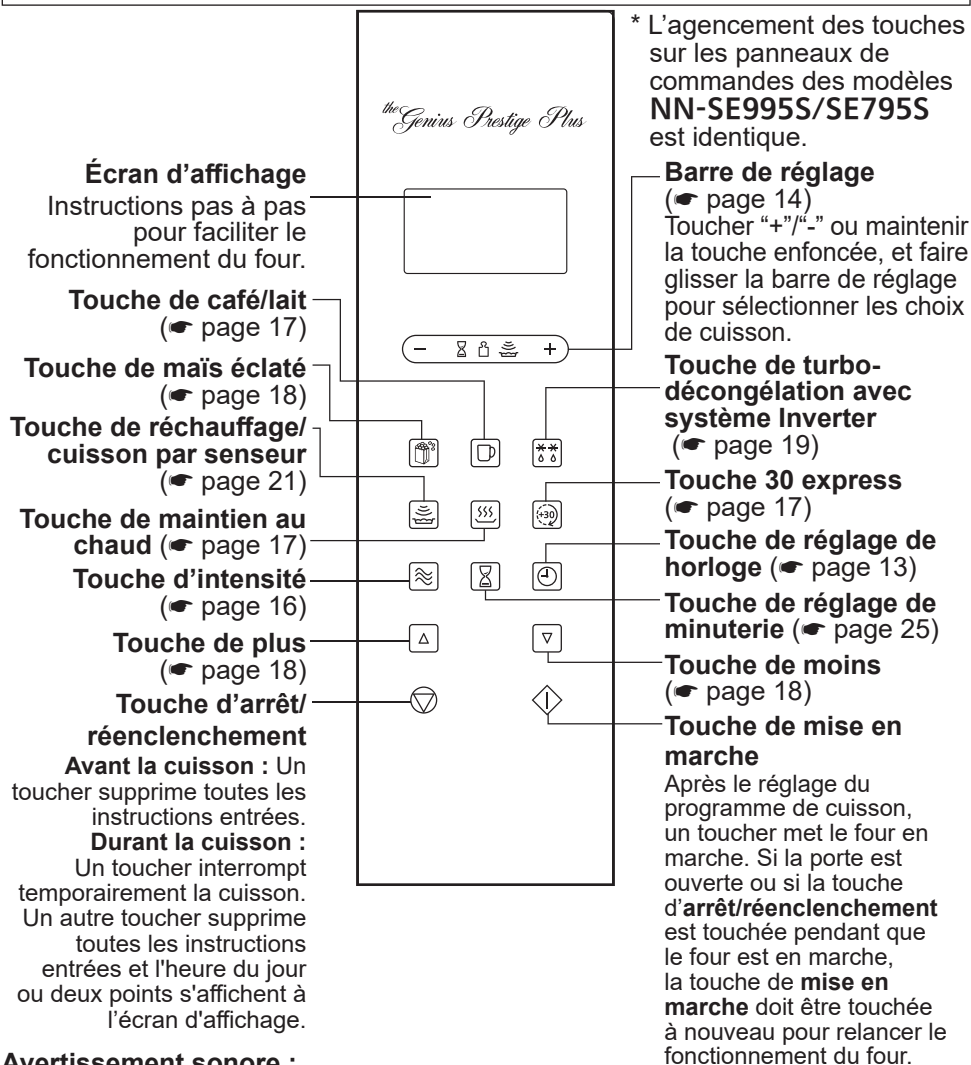 * L’agencement des touches
sur les panneaux de
commandes des modèles
NN-SE995S/SE795S
est identique.
the Genius Prestige Plus
Écran d’affichage
Instructions pas à pas
pour faciliter le
fonctionnement du four.
Touche de café/lait
(☛ page 17)
Touche de maïs éclaté
(☛ page 18)
Touche de réchauffage/
cuisson par senseur
(☛ page 21)
Touche de maintien au
chaud (☛ page 17)
Touche d’intensité
(☛ page 16)
Touche de plus
(☛ page 18)
Touche d’arrêt/
réenclenchement
Avant la cuisson : Un
toucher supprime toutes les
instructions entrées.
Durant la cuisson :
Un toucher interrompt
temporairement la cuisson.
Un autre toucher supprime
toutes les instructions
entrées et l'heure du jour
ou deux points s'affichent à
l’écran d'affichage.
− +
+30
Barre de réglage
(☛ page 14)
Toucher “+”/“-” ou maintenir
la touche enfoncée, et faire
glisser la barre de réglage
pour sélectionner les choix
de cuisson.
Touche de turbo-
décongélation avec
système Inverter
(☛ page 19)
Touche 30 express
(☛ page 17)
Touche de réglage de
horloge (☛ page 13)
Touche de réglage de
minuterie (☛ page 25)
Touche de moins
(☛ page 18)
Touche de mise en
marche
Après le réglage du
programme de cuisson,
un toucher met le four en
marche. Si la porte est
ouverte ou si la touche
d’arrêt/réenclenchement
est touchée pendant que
le four est en marche,
la touche de mise en
marche doit être touchée
à nouveau pour relancer le
fonctionnement du four.
Avertissement sonore :